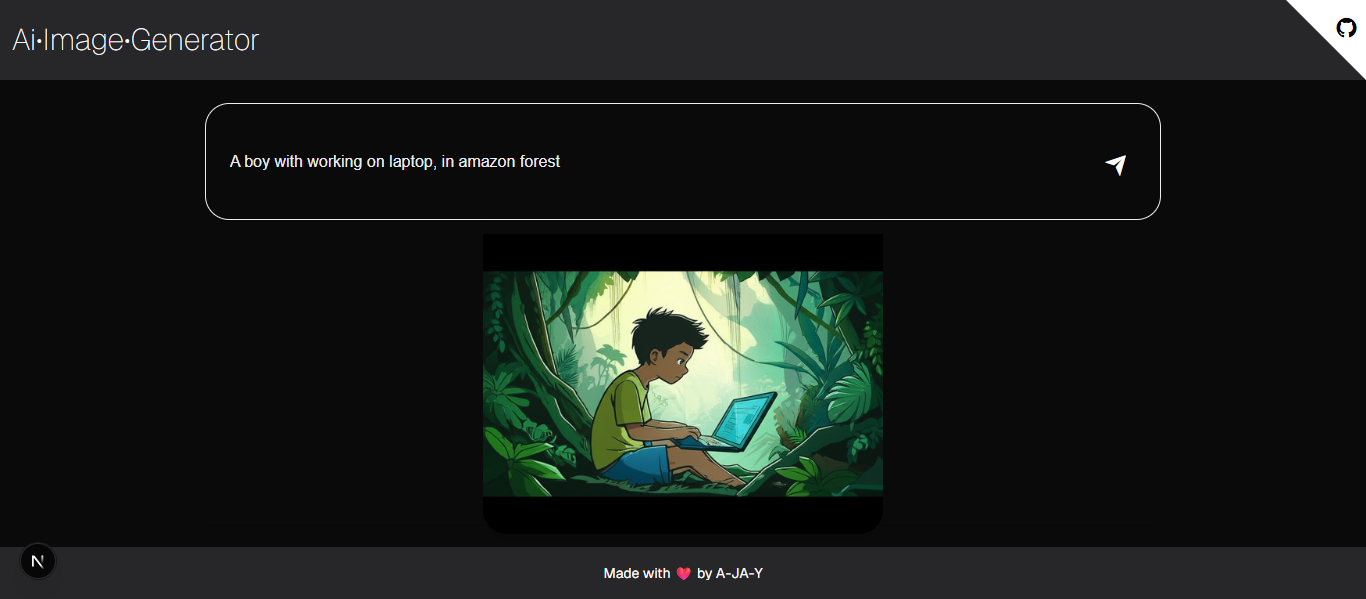 Ai•Image•Generator
A boy with working on laptop, in amazon forest
N
Made with ❤️ by A-JA-Y